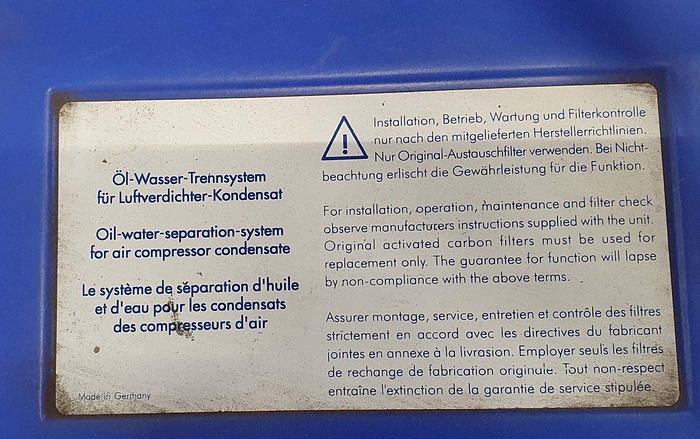 Öl-Wasser-Trennsystem
für Luftverdichter-Kondensat
Oil-water-separation-system
for air compressor condensate
Le système de séparation d'huile
et d'eau pour les condensats
des compresseurs d'air
Made in Germany
Installation, Betrieb, Wartung und Filterkontrolle
nur nach den mitgelieferten Herstellerrichtlinien.
Nur Original-Austauschfilter verwenden. Bei Nicht-
beachtung erlischt die Gewährleistung für die Funktion.
For installation, operation, maintenance and filter check
observe manufacturers instructions supplied with the unit.
Original activated carbon filters must be used for
replacement only. The guarantee for function will lapse
by non-compliance with the above terms.
Assurer montage, service, entretien et contrôle des filtres
strictement en accord avec les directives du fabricant
jointes en annexe à la livrasion. Employer seuls les filtres
de rechange de fabrication originule. Tout non-respect
entraîne l'extinction de la garantie de service stipulée.